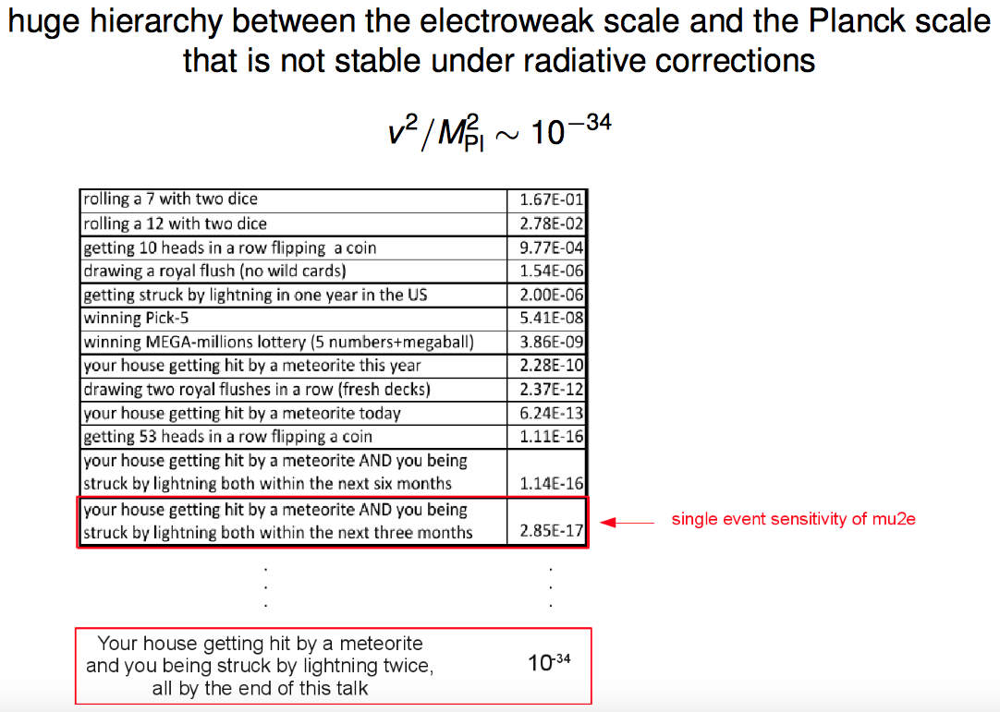 huge hierarchy between the electroweak scale and the Planck scale
that is not stable under radiative corrections
v²/M²Pl ∼ 10⁻³⁴
rolling a 7 with two dice 1.67E-01
rolling a 12 with two dice 2.78E-02
getting 10 heads in a row flipping a coin 9.77E-04
drawing a royal flush (no wild cards) 1.54E-06
getting struck by lightning in one year in the US 2.00E-06
winning Pick-5 5.41E-08
winning MEGA-millions lottery (5 numbers+megaball) 3.86E-09
your house getting hit by a meteorite this year 2.28E-10
drawing two royal flushes in a row (fresh decks) 2.37E-12
your house getting hit by a meteorite today 6.24E-13
getting 53 heads in a row flipping a coin 1.11E-16
your house getting hit by a meteorite AND you being
struck by lightning both within the next six months 1.14E-16
your house getting hit by a meteorite AND you being
struck by lightning both within the next three months 2.85E-17
single event sensitivity of mu2e
Your house getting hit by a meteorite
and you being struck by lightning twice, 10⁻³⁴
all by the end of this talk